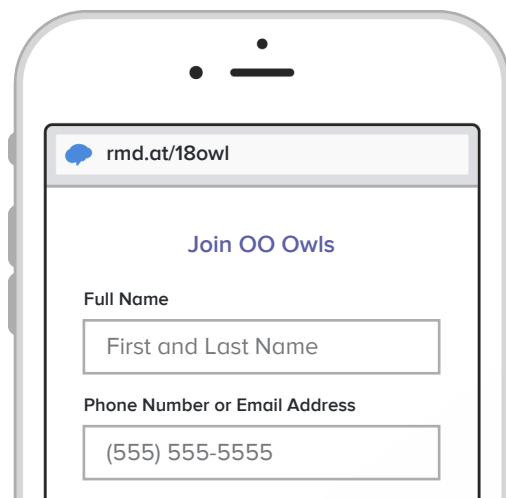 rmd.at/18owl
Join OO Owls
Full Name
First and Last Name
Phone Number or Email Address
(555) 555-5555